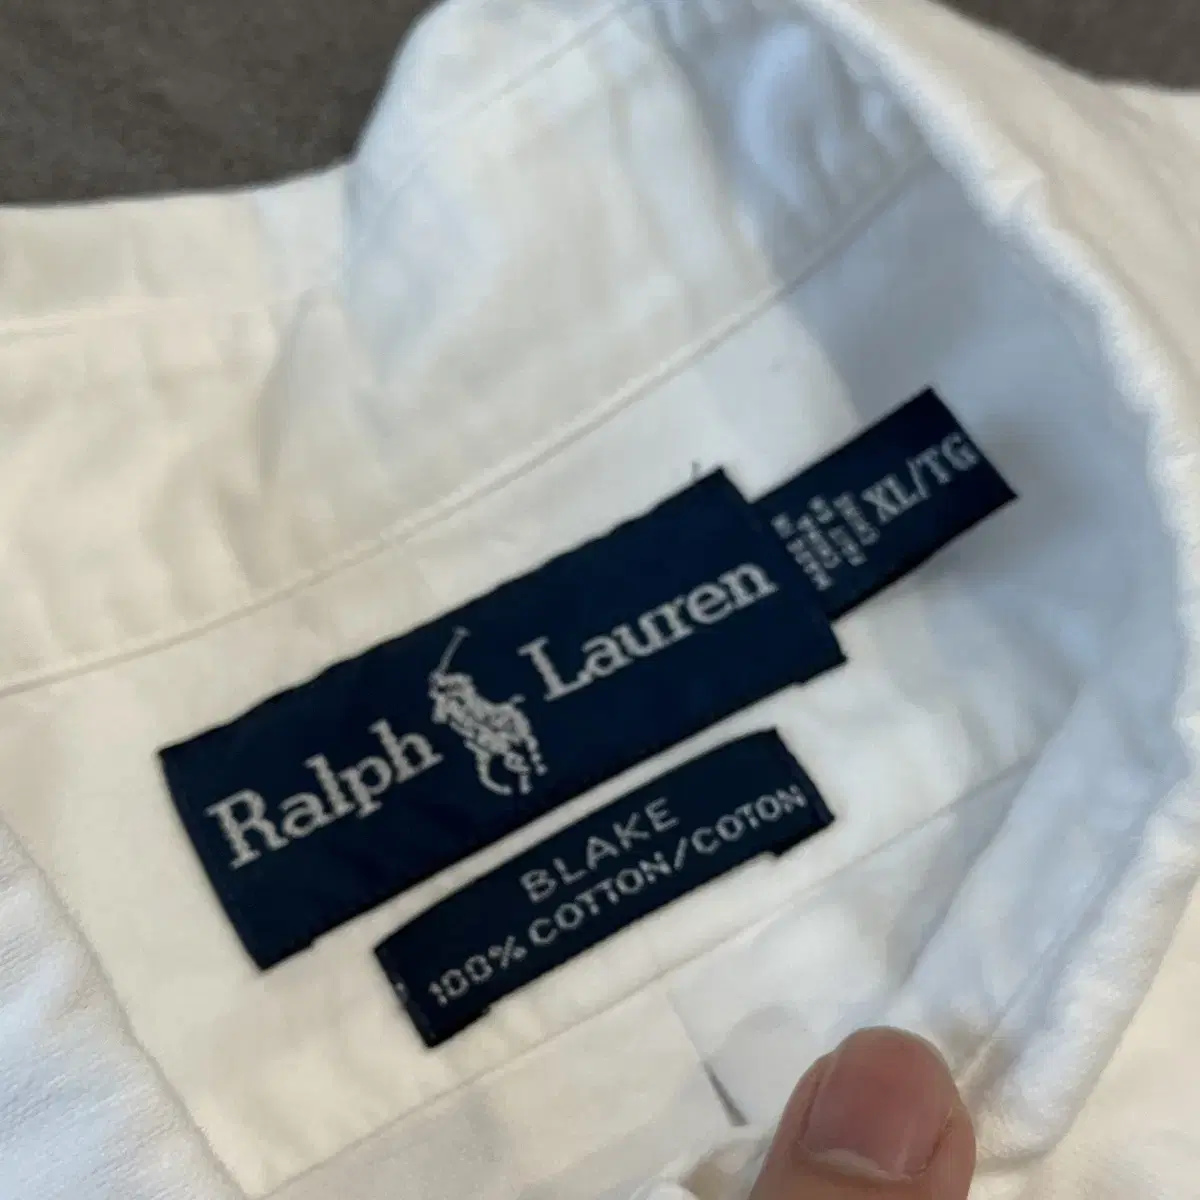 Ralph Lauren
XL/TG
BLAKE
100% COTTON/COTON